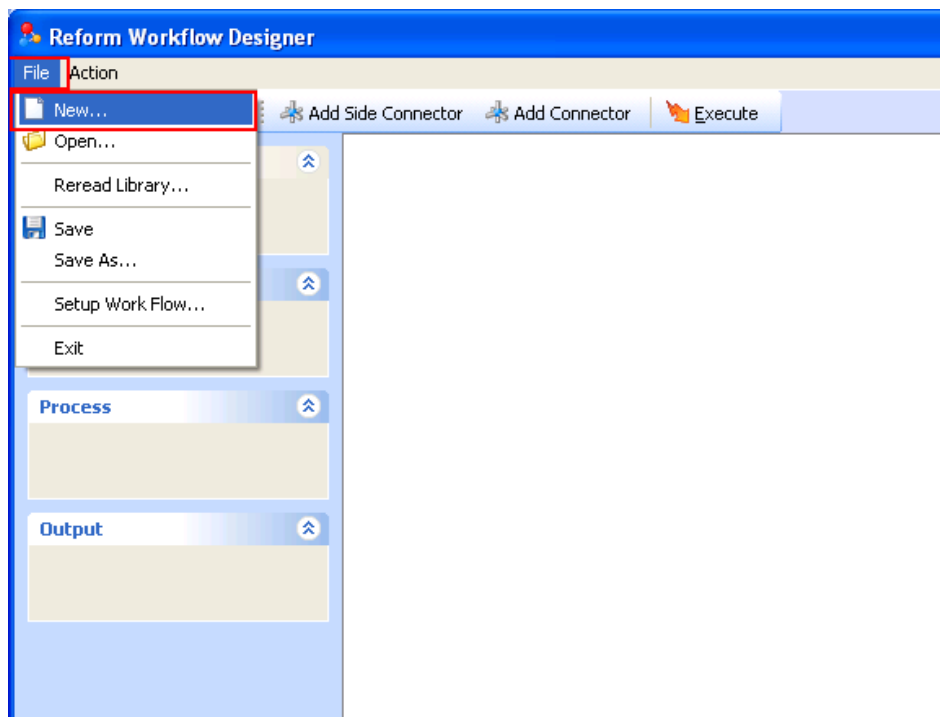 Reform Workflow Designer
File Action
New...
Add Side Connector Add Connector Execute
Open...
Reread Library...
Save
Save As...
Setup Work Flow...
Exit
Process
Output